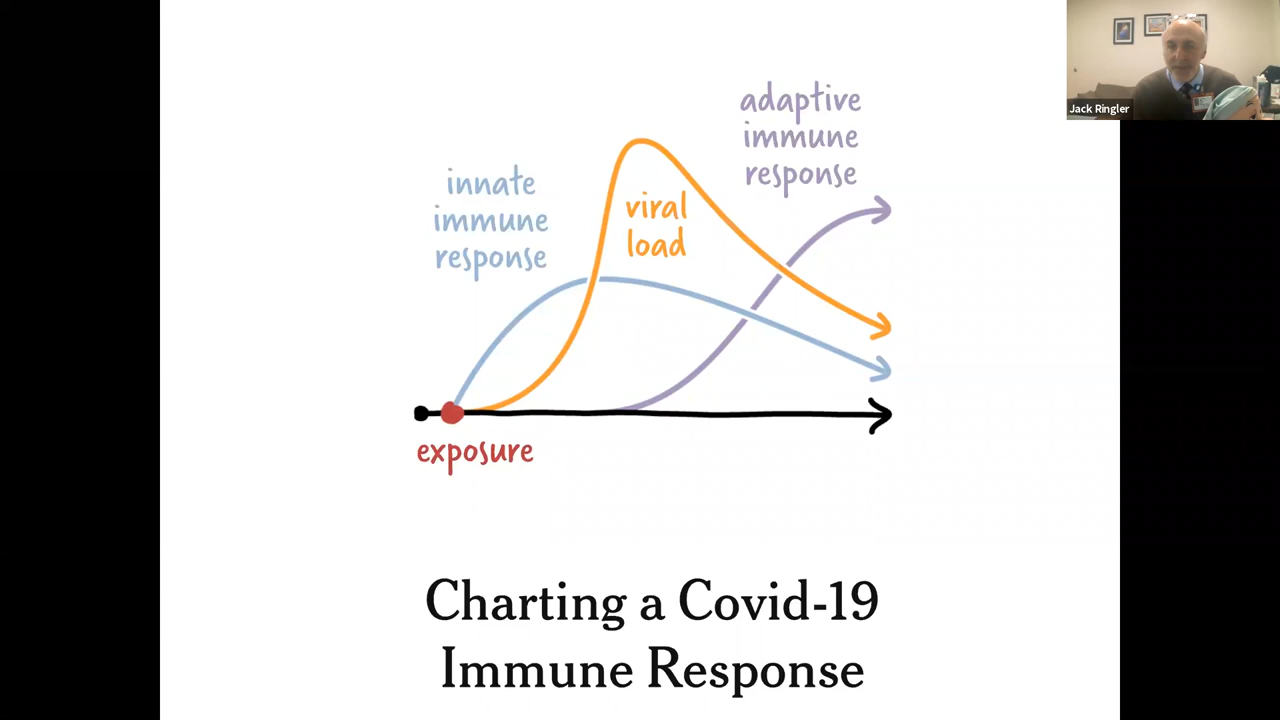 Jack Ringler
adaptive
immune
response
innate
immune
response
viral
load
exposure
Charting a Covid-19
Immune Response